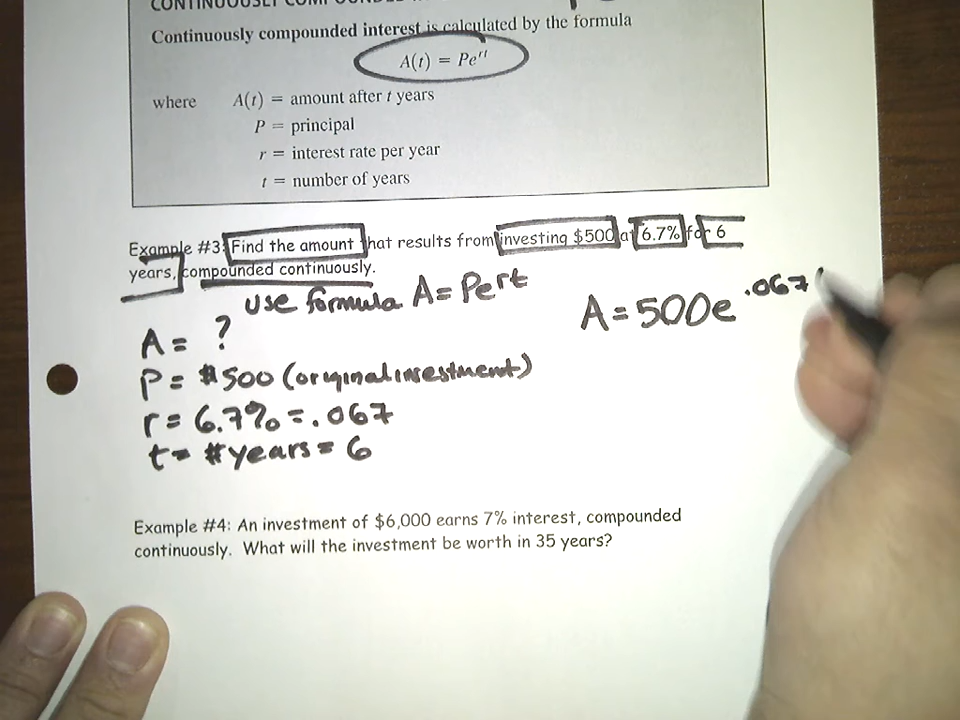 CONTINUOUSLY COMPOUNDED
Continuously compounded interest is calculated by the formula
A(t) = Pe^rt
where A(t) = amount after t years
P = principal
r = interest rate per year
t = number of years
Example #3: Find the amount that results from investing $500 at 6.7% for 6
years, compounded continuously.
use formula A = Pert
A = 500e^.067(
A = ?
P = $500 (original investment)
r = 6.7% = .067
t = # years = 6
Example #4: An investment of $6,000 earns 7% interest, compounded
continuously. What will the investment be worth in 35 years?